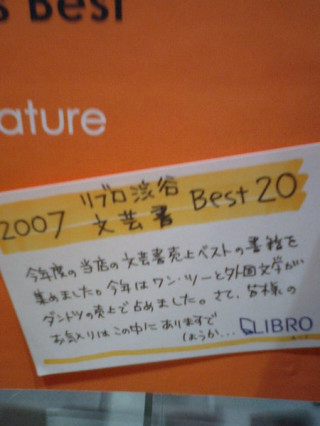 s Best
ature
2007 リブロ渋谷
文芸書 Best 20
今年度の当店の文芸書売上ベストの書籍を
集めました。今年はワン・ツーと外国文学が
ダントツの売上で占めました。さて、皆様の
お気入りはこの中にありますで
しょうか...
LIBRO